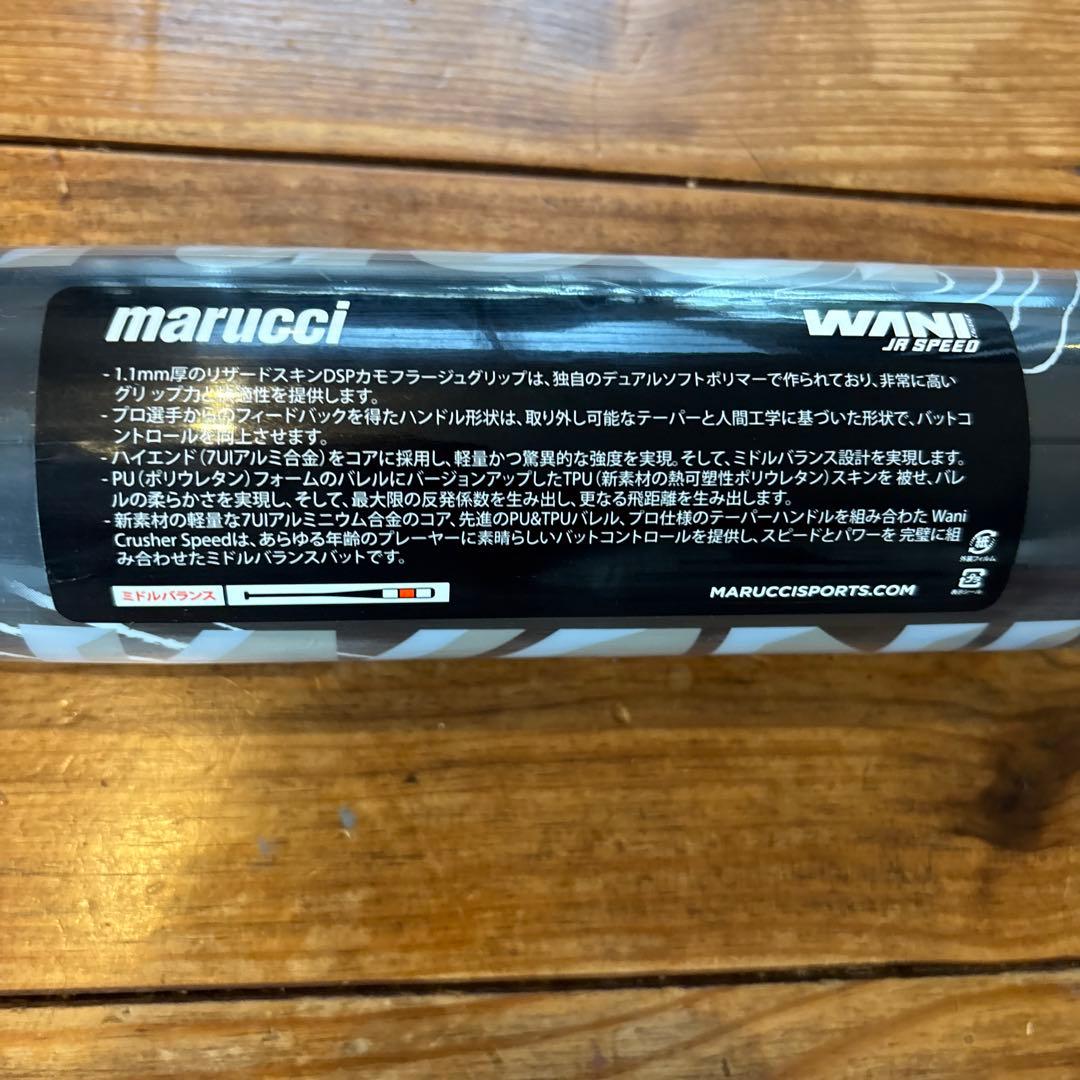 marucci
WANI
JR SPEED
- 1.1mm厚のリザードスキンDSPカモフラージュグリップは、独自のデュアルソフトポリマーで作られており、非常に高い
グリップ力と快適性を提供します。
- プロ選手からのフィードバックを得たハンドル形状は、取り外し可能なテーパーと人間工学に基づいた形状で、バットコ
ントロールを向上させます。
- ハイエンド（7UIアルミ合金）をコアに採用し、軽量かつ驚異的な強度を実現。そして、ミドルバランス設計を実現します。
- PU（ポリウレタン）フォームのバレルにバージョンアップしたTPU（新素材の熱可塑性ポリウレタン）スキンを 被せ、バレ
ルの柔らかさを実現し、そして、最大限の反発係数を生み出し、更なる飛距離を生み出します。
- 新素材の軽量な7UIアルミニウム合金のコア、先進のPU&TPUバレル、プロ仕様のテーパーハンドルを組み合わた Wani
Crusher Speedは、あらゆる年齢のプレーヤーに素晴らしいバットコントロールを提供し、スピードとパワーを 完璧に組
み合わせたミドルバランスバットです。
紙
外装フィルム
ミドルバランス
MARUCCISPORTS.COM